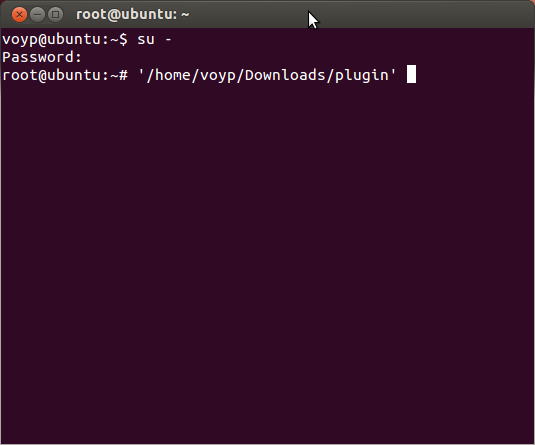 root@ubuntu: ~
voyp@ubuntu:~$ su -
Password:
root@ubuntu:~# '/home/voyp/Downloads/plugin'